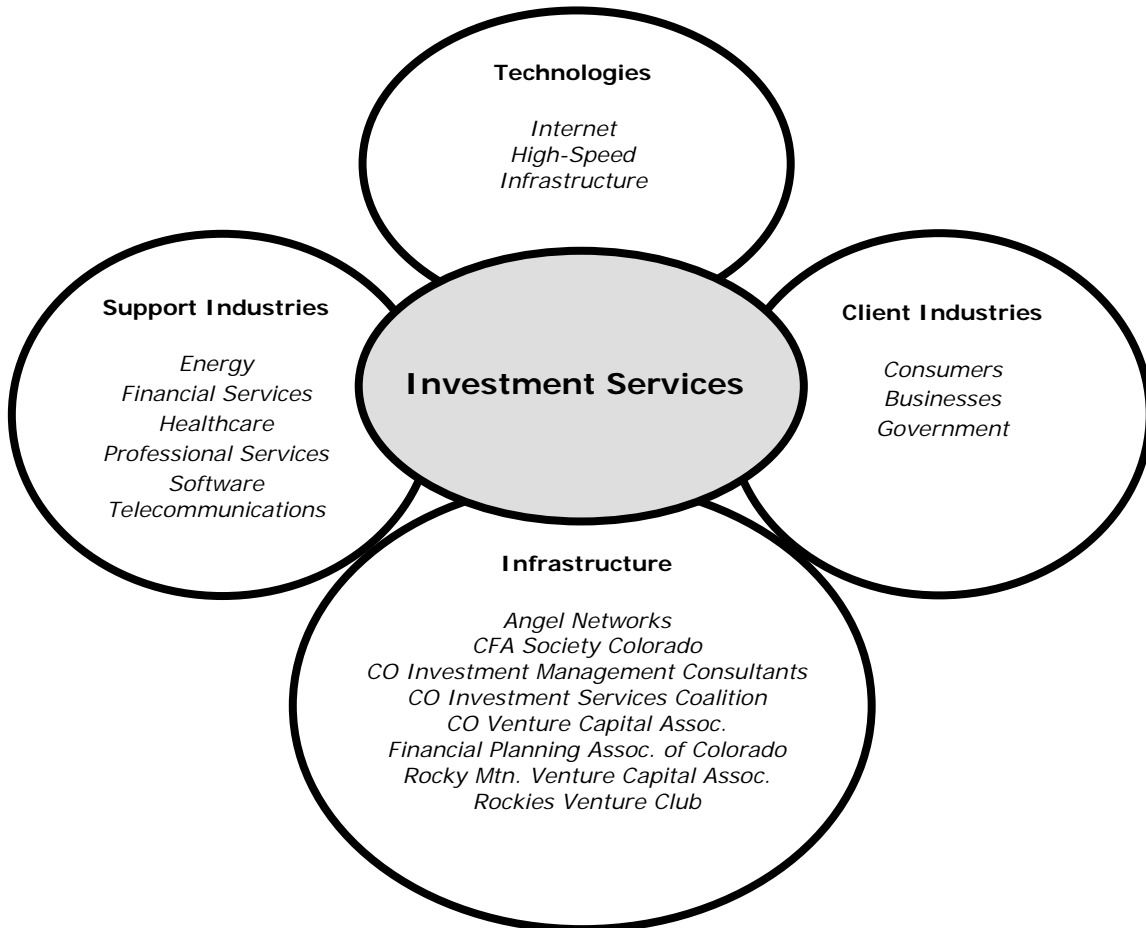 Technologies
Internet
High-Speed
Infrastructure
Support Industries
Energy
Financial Services
Healthcare
Professional Services
Software
Telecommunications
Investment Services
Client Industries
Consumers
Businesses
Government
Infrastructure
Angel Networks
CFA Society Colorado
CO Investment Management Consultants
CO Investment Services Coalition
CO Venture Capital Assoc.
Financial Planning Assoc. of Colorado
Rocky Mtn. Venture Capital Assoc.
Rockies Venture Club